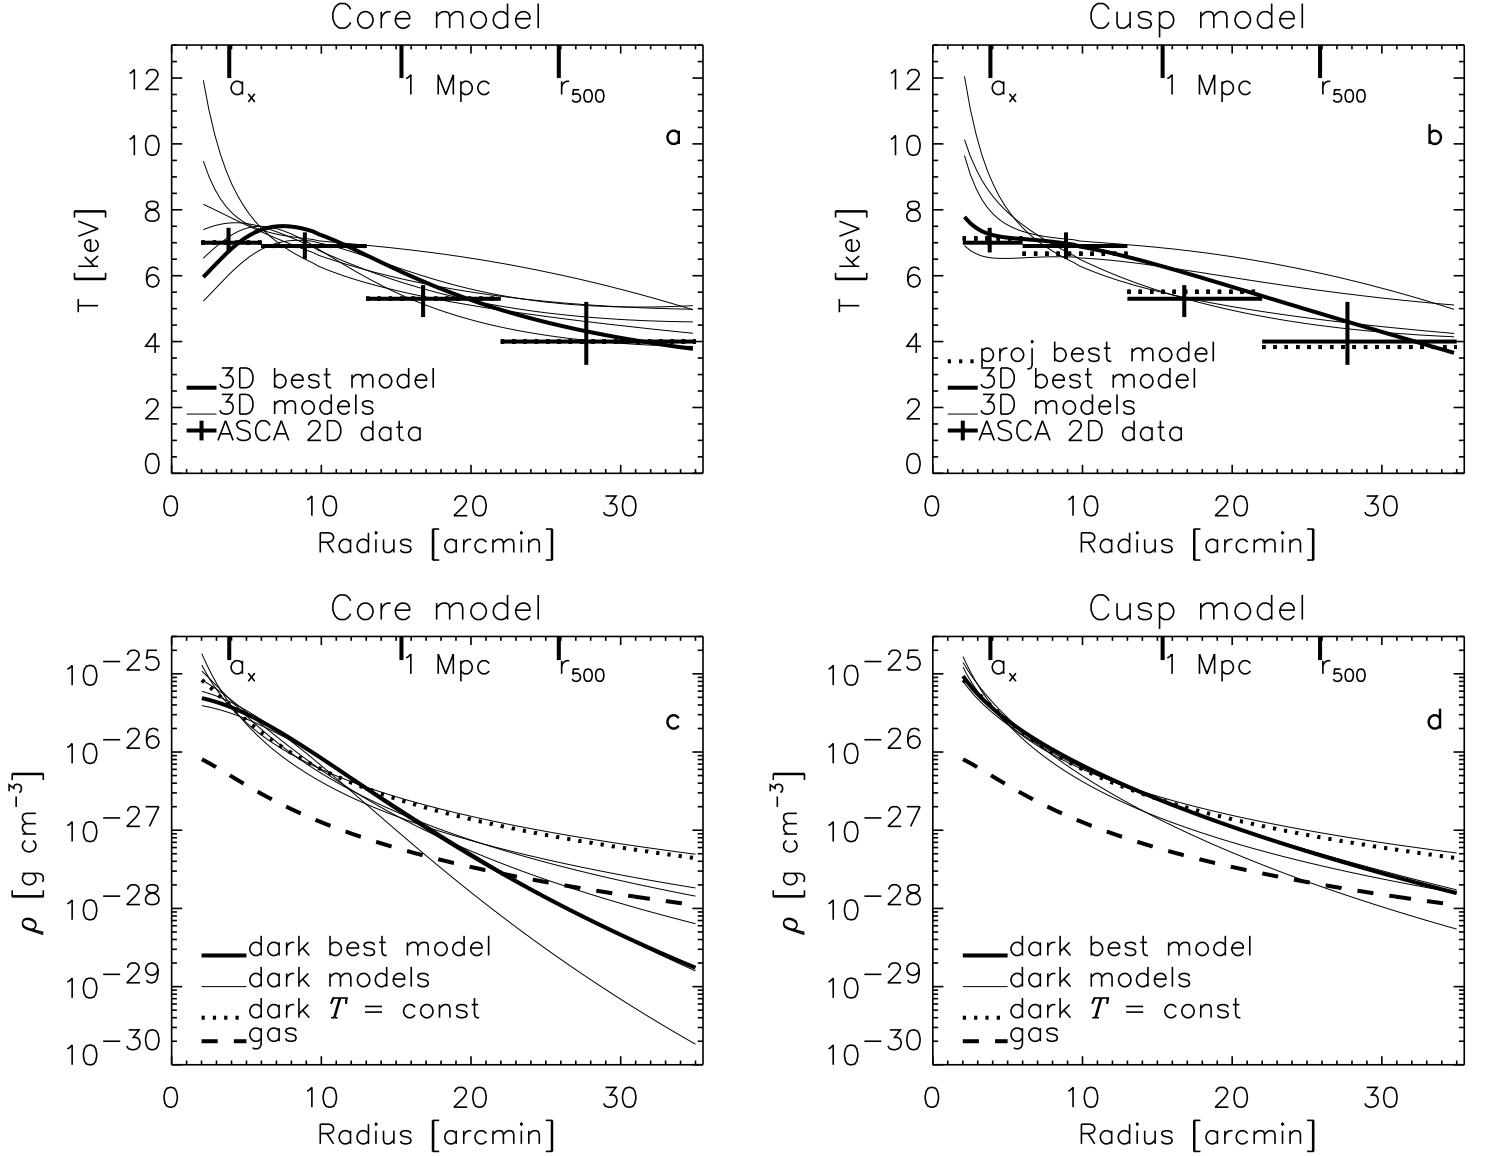 Core model
12
10
8
6
4
2
0
T [keV]
a_x
1 Mpc
r_500
a
3D best model
3D models
ASCA 2D data
0 10 20 30
Radius [arcmin]
Cusp model
12
10
8
6
4
2
0
T [keV]
a_x
1 Mpc
r_500
b
proj best model
3D best model
3D models
ASCA 2D data
0 10 20 30
Radius [arcmin]
Core model
10^-25
10^-26
10^-27
10^-28
10^-29
10^-30
ρ [g cm^-3]
a_x
1 Mpc
r_500
c
dark best model
dark models
dark T = const
gas
0 10 20 30
Radius [arcmin]
Cusp model
10^-25
10^-26
10^-27
10^-28
10^-29
10^-30
ρ [g cm^-3]
a_x
1 Mpc
r_500
d
dark best model
dark models
dark T = const
gas
0 10 20 30
Radius [arcmin]